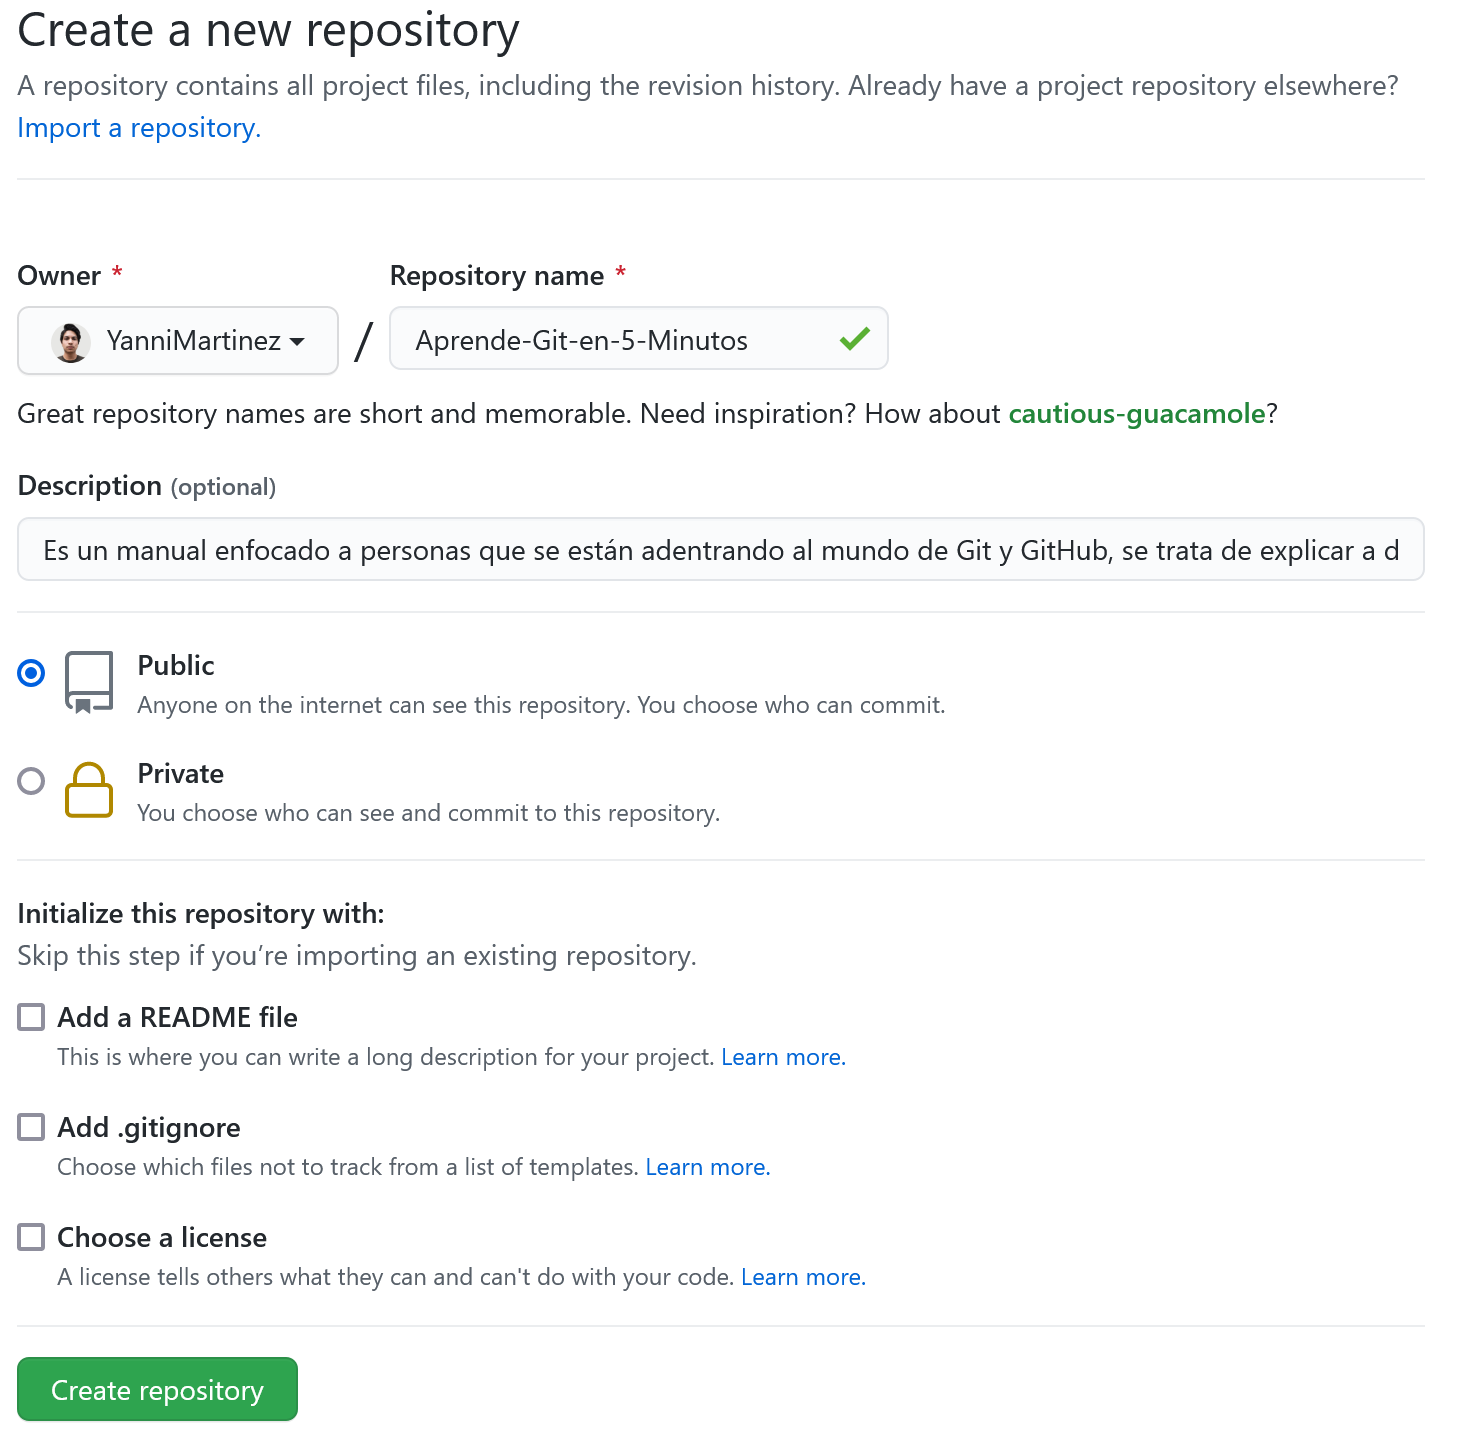 Create a new repository
A repository contains all project files, including the revision history. Already have a project repository elsewhere?
Import a repository.
Owner * Repository name *
YanniMartinez / Aprende-Git-en-5-Minutos
Great repository names are short and memorable. Need inspiration? How about cautious-guacamole?
Description (optional)
Es un manual enfocado a personas que se están adentrando al mundo de Git y GitHub, se trata de explicar a d
Public
Anyone on the internet can see this repository. You choose who can commit.
Private
You choose who can see and commit to this repository.
Initialize this repository with:
Skip this step if you’re importing an existing repository.
Add a README file
This is where you can write a long description for your project. Learn more.
Add .gitignore
Choose which files not to track from a list of templates. Learn more.
Choose a license
A license tells others what they can and can't do with your code. Learn more.
Create repository